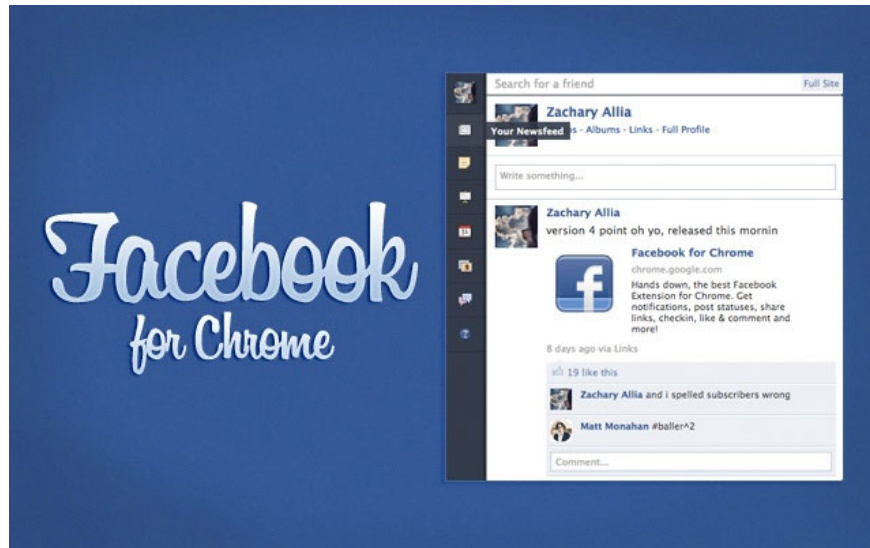 Facebook
for Chrome
Search for a friend
Full Site
Zachary Allia
Your Newsfeed
- Albums - Links - Full Profile
Write something...
Zachary Allia
version 4 point oh yo, released this mornin
Facebook for Chrome
chrome.google.com
Hands down, the best Facebook
Extension for Chrome. Get
notifications, post statuses, share
links, checkin, like & comment and
more!
8 days ago via Links
19 like this
Zachary Allia and i spelled subscribers wrong
Matt Monahan #baller^2
Comment...